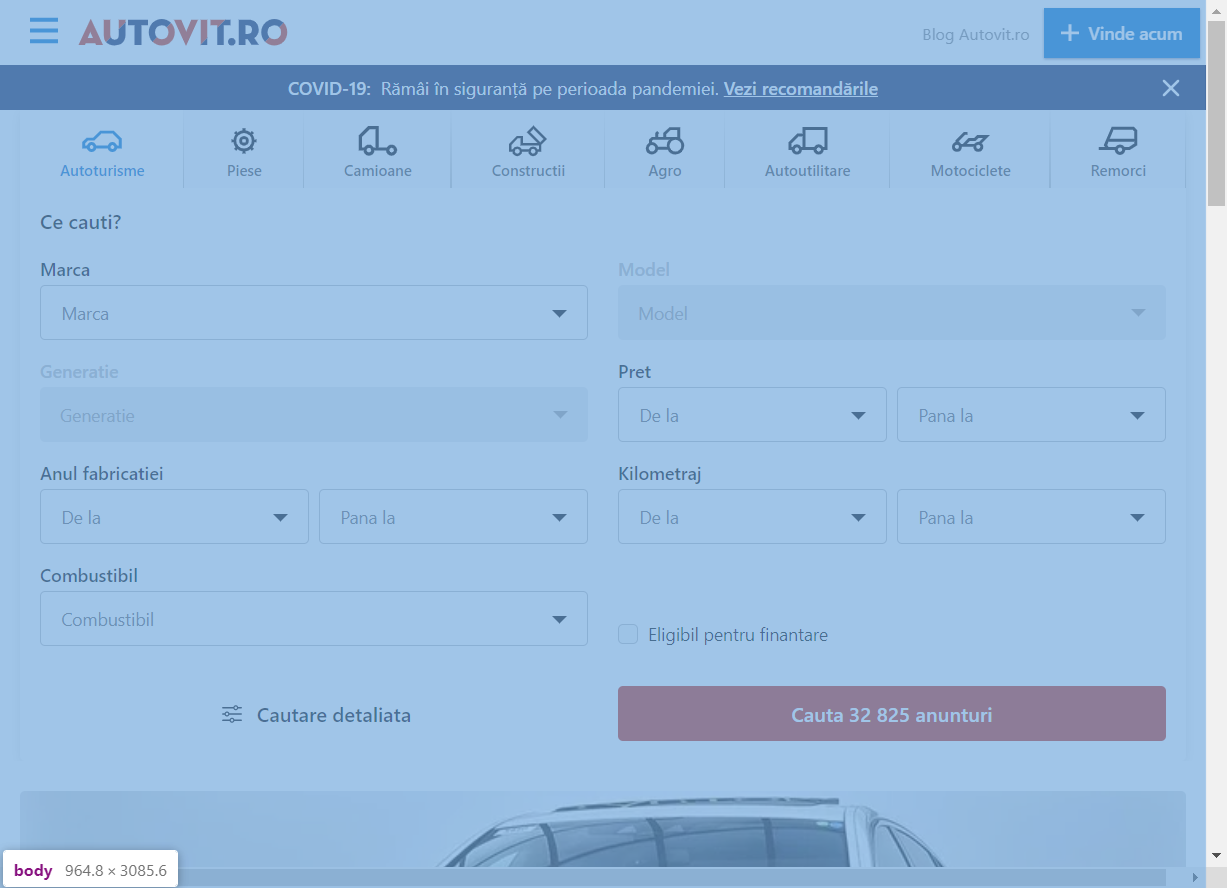 AUTOVIT.RO
Blog Autovit.ro
+ Vinde acum
COVID-19: Rămâi în siguranță pe perioada pandemiei. Vezi recomandările
Autoturisme
Piese
Camioane
Constructii
Agro
Autoutilitare
Motociclete
Remorci
Ce cauti?
Marca
Model
Marca
Model
Generatie
Pret
Generatie
De la
Pana la
Anul fabricatiei
Kilometraj
De la
Pana la
De la
Pana la
Combustibil
Combustibil
Eligibil pentru finantare
Cautare detaliata
Cauta 32 825 anunturi
body 964.8 × 3085.6